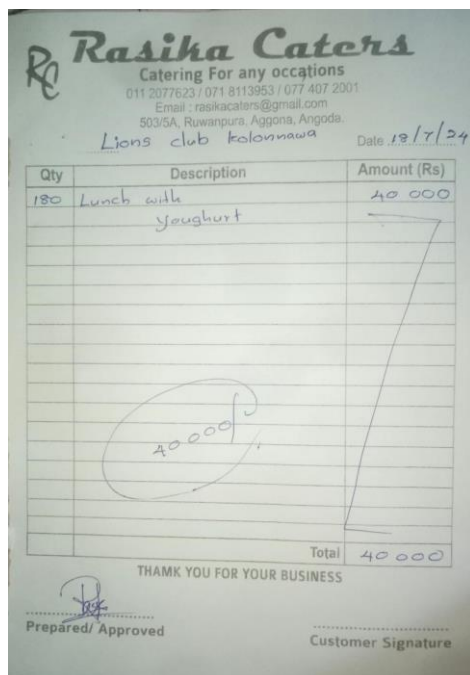 RC Rasika Caters
Catering For any occations
011 2077623 / 071 8113953 / 077 407 2001
Email : rasikacaters@gmail.com
503/5A, Ruwanpura, Aggona, Angoda.
Lions club kolonnawa Date 18/7/24
Qty Description Amount (Rs)
180 Lunch with 40 000
Youghurt
40 000/
Total 40 000
THAMK YOU FOR YOUR BUSINESS
Prepared/ Approved
Customer Signature